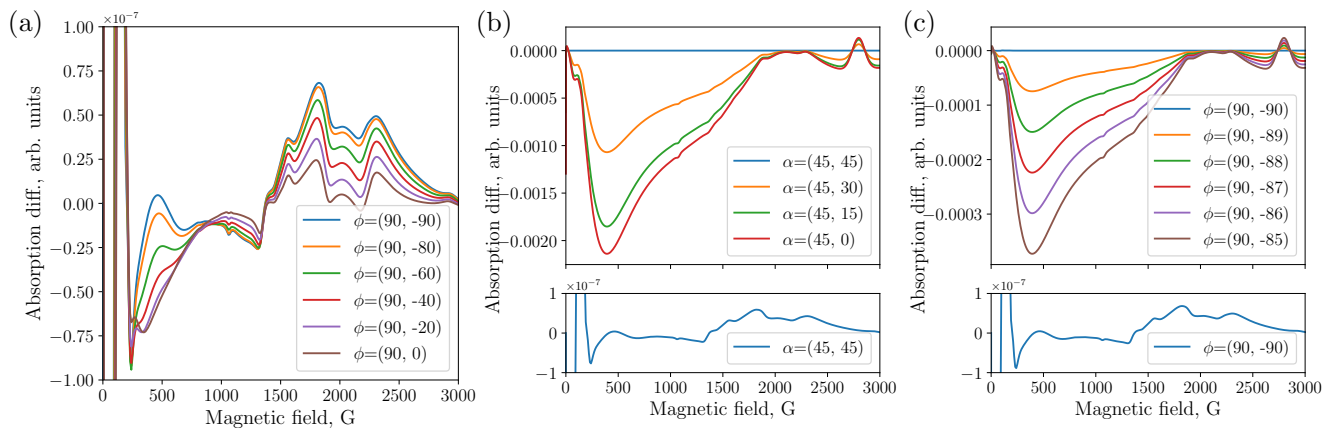 (a)
×10⁻⁷
1.00
0.75
0.50
0.25
0.00
−0.25
−0.50
−0.75
−1.00
Absorption diff., arb. units
ϕ=(90, -90)
ϕ=(90, -80)
ϕ=(90, -60)
ϕ=(90, -40)
ϕ=(90, -20)
ϕ=(90, 0)
0 500 1000 1500 2000 2500 3000
Magnetic field, G
(b)
0.0000
−0.0005
−0.0010
−0.0015
−0.0020
Absorption diff., arb. units
α=(45, 45)
α=(45, 30)
α=(45, 15)
α=(45, 0)
×10⁻⁷
1
0
−1
α=(45, 45)
0 500 1000 1500 2000 2500 3000
Magnetic field, G
(c)
0.0000
−0.0001
−0.0002
−0.0003
Absorption diff., arb. units
ϕ=(90, -90)
ϕ=(90, -89)
ϕ=(90, -88)
ϕ=(90, -87)
ϕ=(90, -86)
ϕ=(90, -85)
×10⁻⁷
1
0
−1
ϕ=(90, -90)
0 500 1000 1500 2000 2500 3000
Magnetic field, G